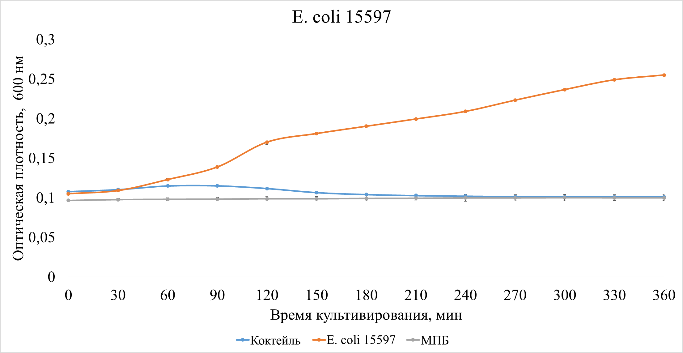 E. coli 15597
Оптическая плотность, 600 нм
0,3
0,25
0,2
0,15
0,1
0,05
0
0 30 60 90 120 150 180 210 240 270 300 330 360
Время культивирования, мин
Коктейль E. coli 15597 МПБ